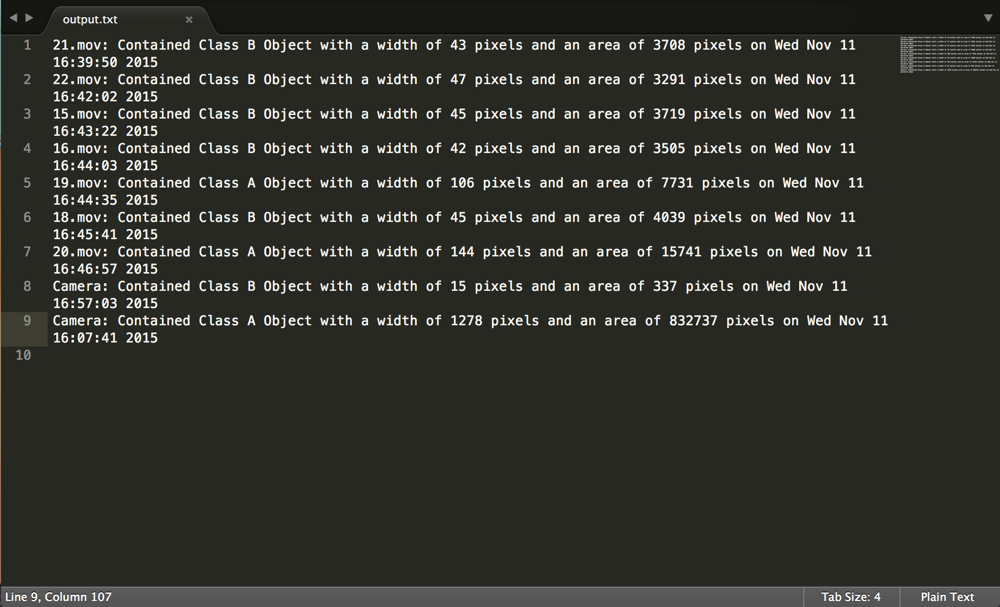 output.txt
1 21.mov: Contained Class B Object with a width of 43 pixels and an area of 3708 pixels on Wed Nov 11
16:39:50 2015
2 22.mov: Contained Class B Object with a width of 47 pixels and an area of 3291 pixels on Wed Nov 11
16:42:02 2015
3 15.mov: Contained Class B Object with a width of 45 pixels and an area of 3719 pixels on Wed Nov 11
16:43:22 2015
4 16.mov: Contained Class B Object with a width of 42 pixels and an area of 3505 pixels on Wed Nov 11
16:44:03 2015
5 19.mov: Contained Class A Object with a width of 106 pixels and an area of 7731 pixels on Wed Nov 11
16:44:35 2015
6 18.mov: Contained Class B Object with a width of 45 pixels and an area of 4039 pixels on Wed Nov 11
16:45:41 2015
7 20.mov: Contained Class A Object with a width of 144 pixels and an area of 15741 pixels on Wed Nov 11
16:46:57 2015
8 Camera: Contained Class B Object with a width of 15 pixels and an area of 337 pixels on Wed Nov 11
16:57:03 2015
9 Camera: Contained Class A Object with a width of 1278 pixels and an area of 832737 pixels on Wed Nov 11
16:07:41 2015
10
Line 9, Column 107
Tab Size: 4
Plain Text